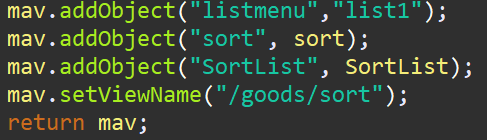 mav.addObject("listmenu","list1");
mav.addObject("sort", sort);
mav.addObject("SortList", SortList);
mav.setViewName("/goods/sort");
return mav;